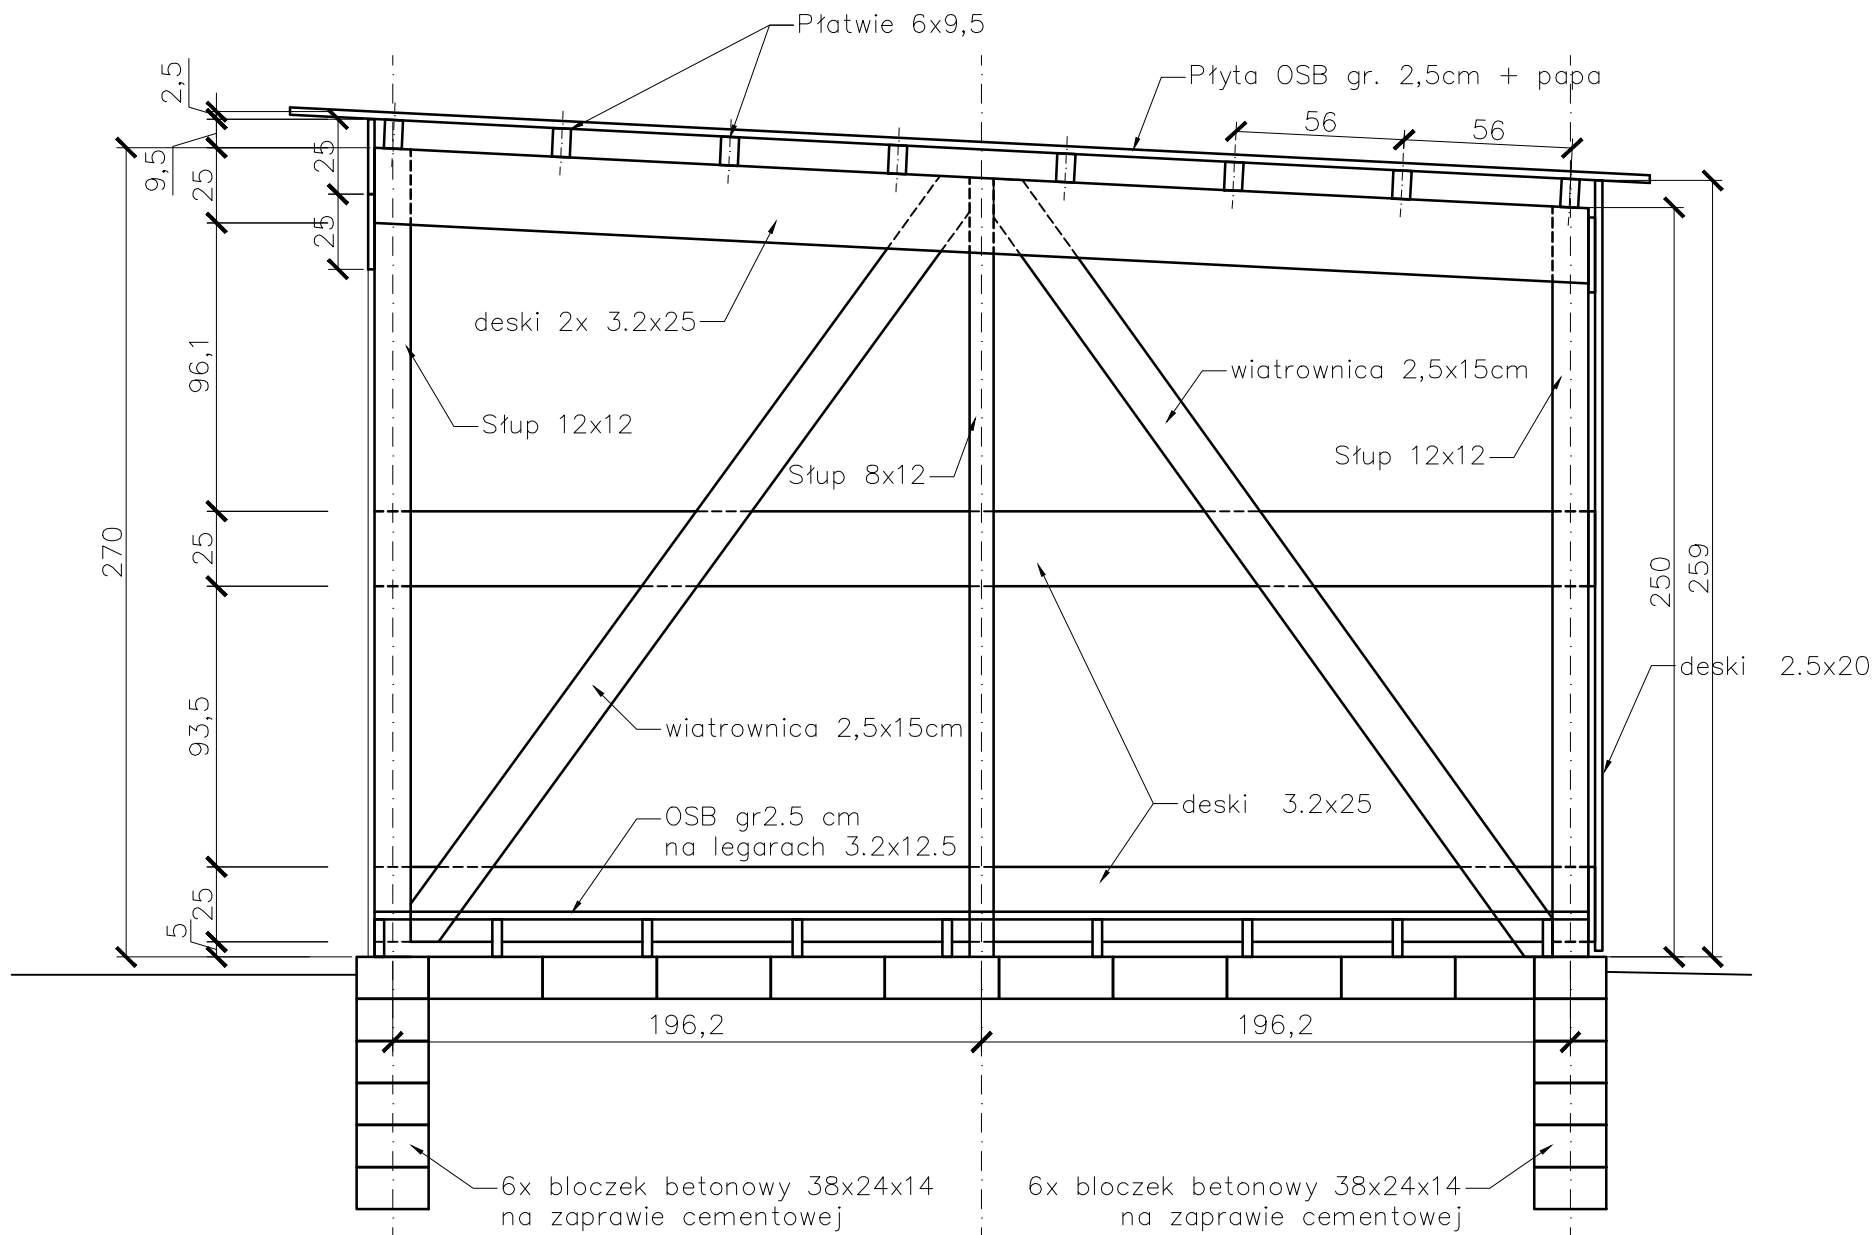 Płatwie 6x9,5
Płyta OSB gr. 2,5cm + papa
2,5
56
56
9,5
25
25
25
deski 2x 3.2x25
96,1
wiatrownica 2,5x15cm
Słup 12x12
Słup 8x12
Słup 12x12
270
25
250
259
deski 2.5x20
93,5
wiatrownica 2,5x15cm
deski 3.2x25
OSB gr2.5 cm
na legarach 3.2x12.5
25
5
196,2
196,2
6x bloczek betonowy 38x24x14
na zaprawie cementowej
6x bloczek betonowy 38x24x14
na zaprawie cementowej